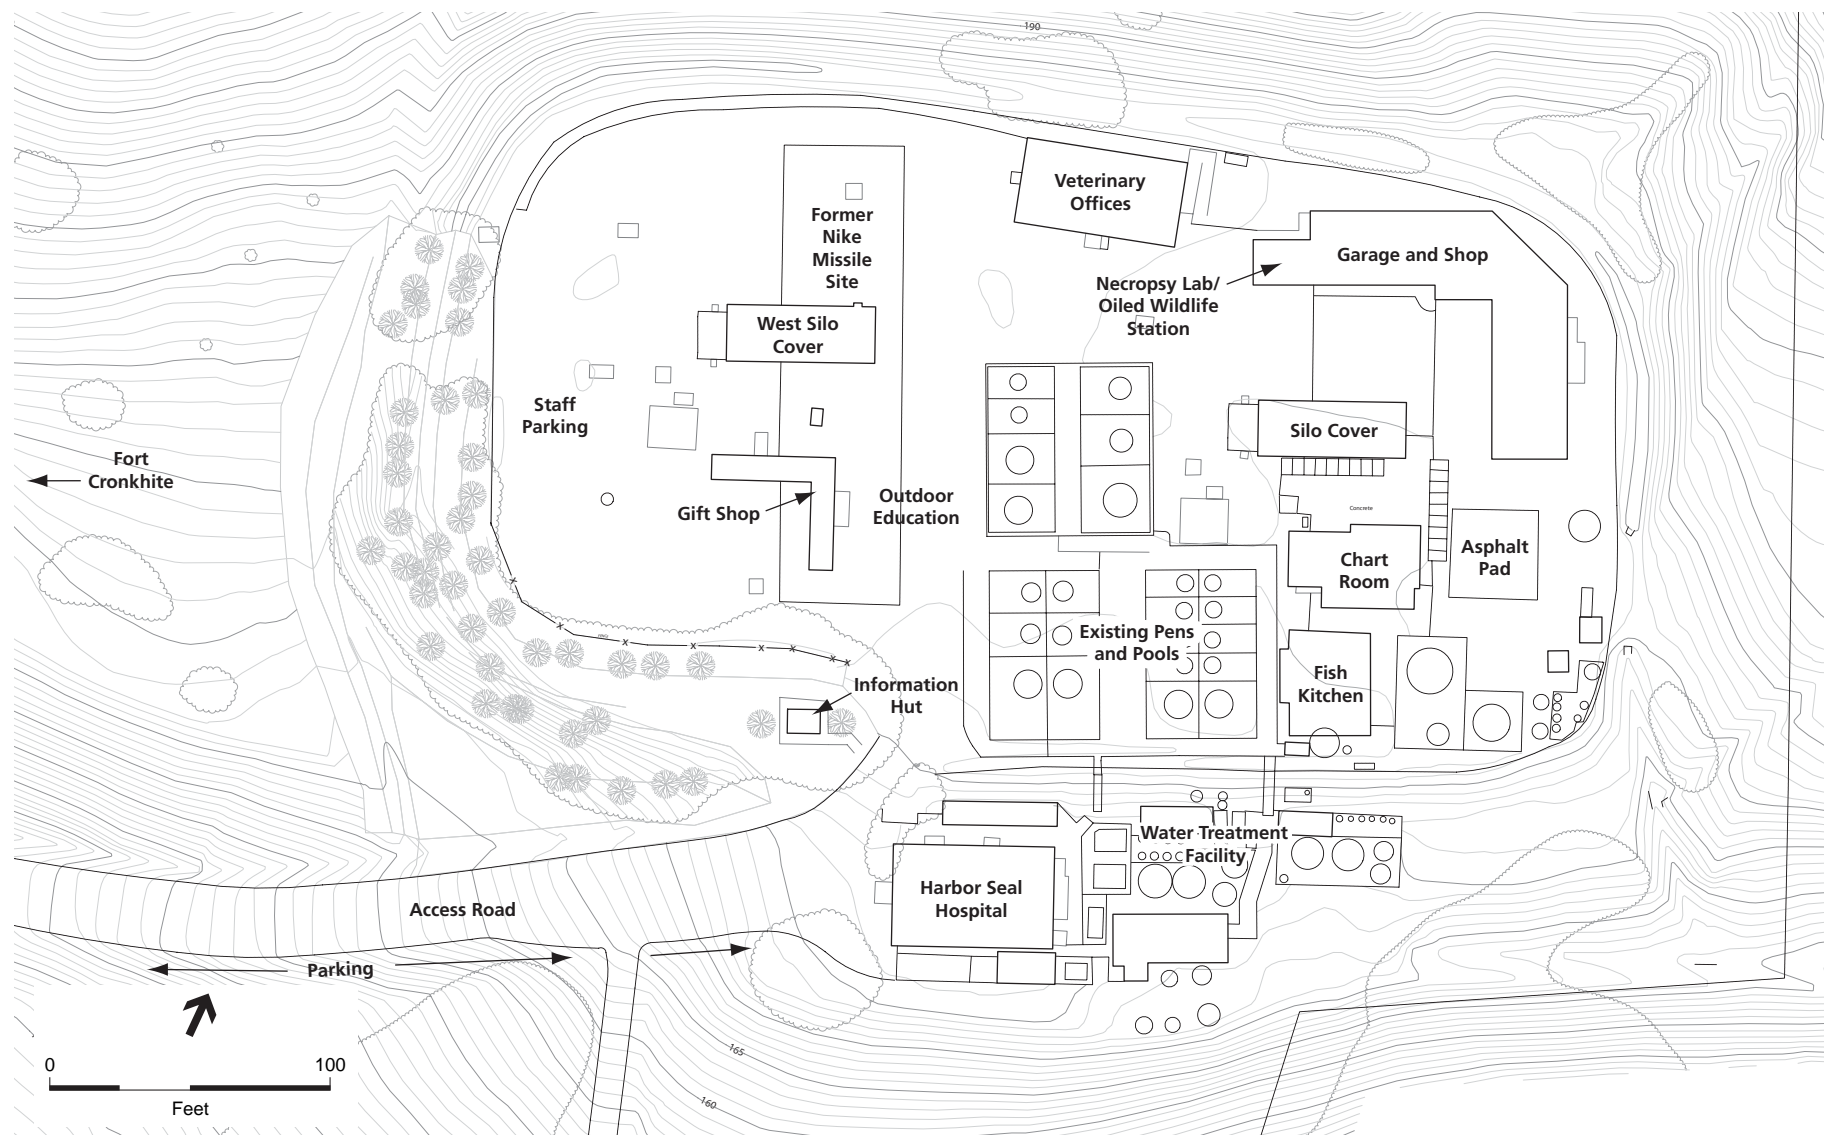 190
Veterinary
Offices
Former
Nike
Missile
Site
Garage and Shop
Necropsy Lab/
Oiled Wildlife
Station
West Silo
Cover
Staff
Parking
Silo Cover
Fort
Cronkhite
Gift Shop
Outdoor
Education
Concrete
Chart
Room
Asphalt
Pad
Existing Pens
and Pools
Fish
Kitchen
Information
Hut
Water Treatment
Facility
Harbor Seal
Hospital
Access Road
Parking
165
160
0 100
Feet